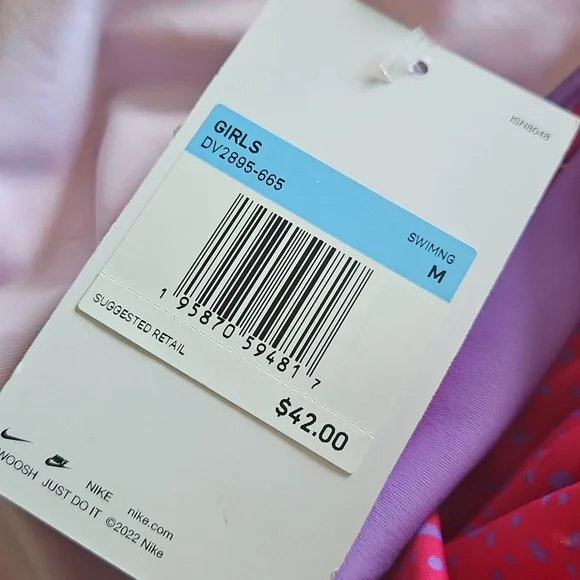 ISN8048
GIRLS
DV2895-665
SWIMNG
M
1 95870 59481 7
SUGGESTED RETAIL
$42.00
NIKE nike.com
WOOSH JUST DO IT ©2022 Nike